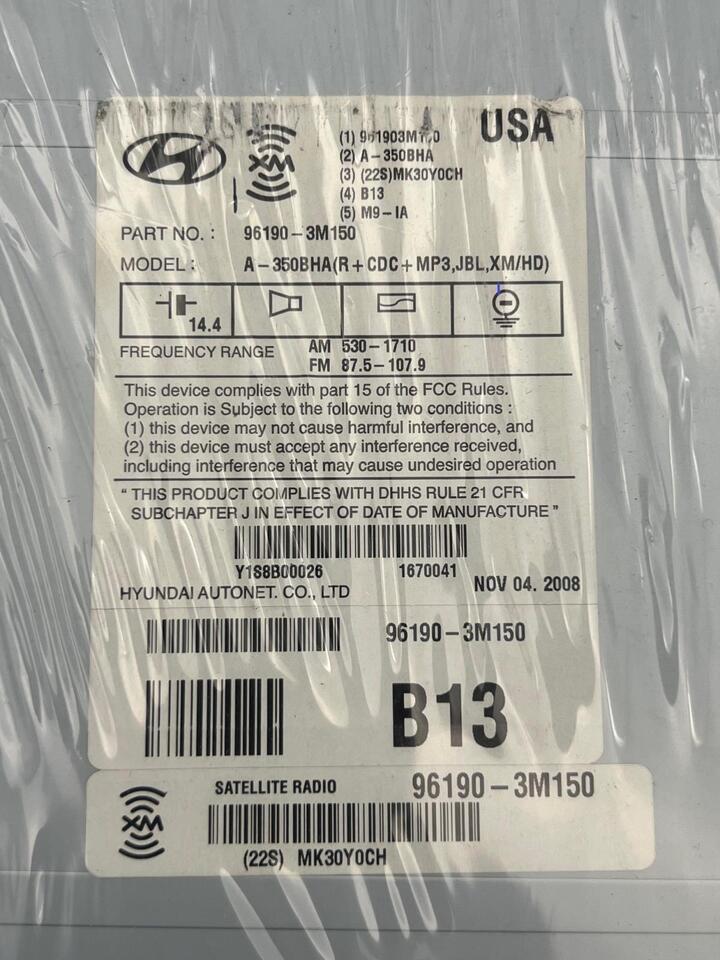 USA
XM
(1) 961903M150
(2) A-350BHA
(3) (22S)MK30Y0CH
(4) B13
(5) M9-IA
PART NO. : 96190-3M150
MODEL : A-350BHA(R+CDC+MP3,JBL,XM/HD)
14.4
FREQUENCY RANGE AM 530-1710
FM 87.5-107.9
This device complies with part 15 of the FCC Rules.
Operation is Subject to the following two conditions :
(1) this device may not cause harmful interference, and
(2) this device must accept any interference received,
including interference that may cause undesired operation
" THIS PRODUCT COMPLIES WITH DHHS RULE 21 CFR
SUBCHAPTER J IN EFFECT OF DATE OF MANUFACTURE "
Y1S8B00026 1670041
HYUNDAI AUTONET. CO., LTD NOV 04. 2008
96190-3M150
B13
XM
SATELLITE RADIO 96190-3M150
(22S) MK30Y0CH